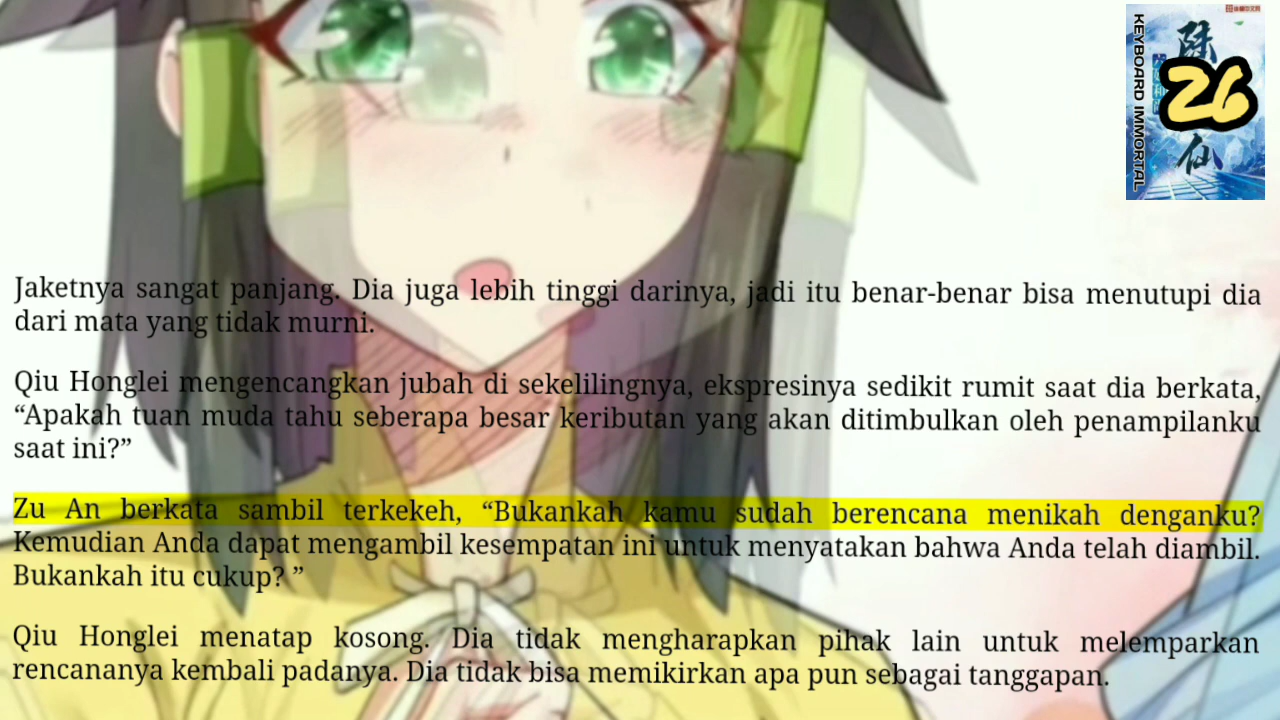 KEYBOARD IMMORTAL
陆
26
仙
Jaketnya sangat panjang. Dia juga lebih tinggi darinya, jadi itu benar-benar bisa menutupi dia
dari mata yang tidak murni.
Qiu Honglei mengencangkan jubah di sekelilingnya, ekspresinya sedikit rumit saat dia berkata,
“Apakah tuan muda tahu seberapa besar keributan yang akan ditimbulkan oleh penampilanku
saat ini?”
Zu An berkata sambil terkekeh, “Bukankah kamu sudah berencana menikah denganku?
Kemudian Anda dapat mengambil kesempatan ini untuk menyatakan bahwa Anda telah diambil.
Bukankah itu cukup? ”
Qiu Honglei menatap kosong. Dia tidak mengharapkan pihak lain untuk melemparkan
rencananya kembali padanya. Dia tidak bisa memikirkan apa pun sebagai tanggapan.